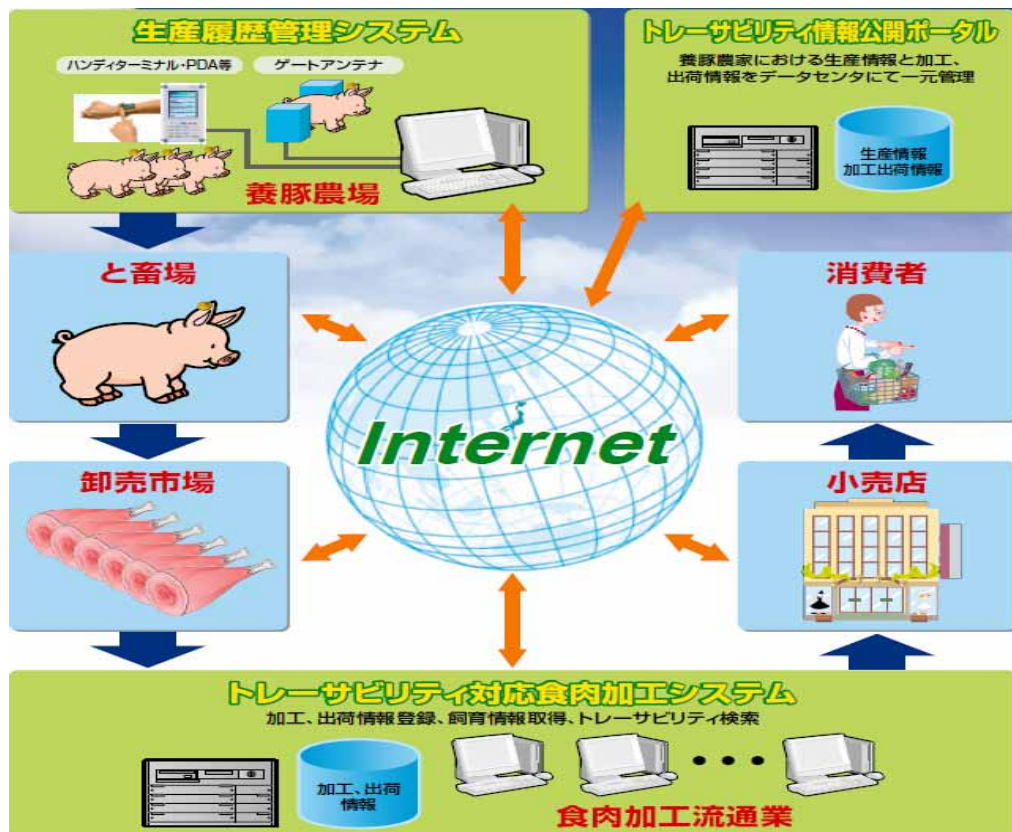 生産履歴管理システム
ハンディターミナル・PDA等
ゲートアンテナ
養豚農場
トレーサビリティ情報公開ポータル
養豚農家における生産情報と加工、
出荷情報をデータセンタにて一元管理
生産情報
加工出荷情報
と畜場
消費者
Internet
卸売市場
小売店
トレーサビリティ対応食肉加工システム
加工、出荷情報登録、飼育情報取得、トレーサビリティ検索
加工、出荷
情報
食肉加工流通業